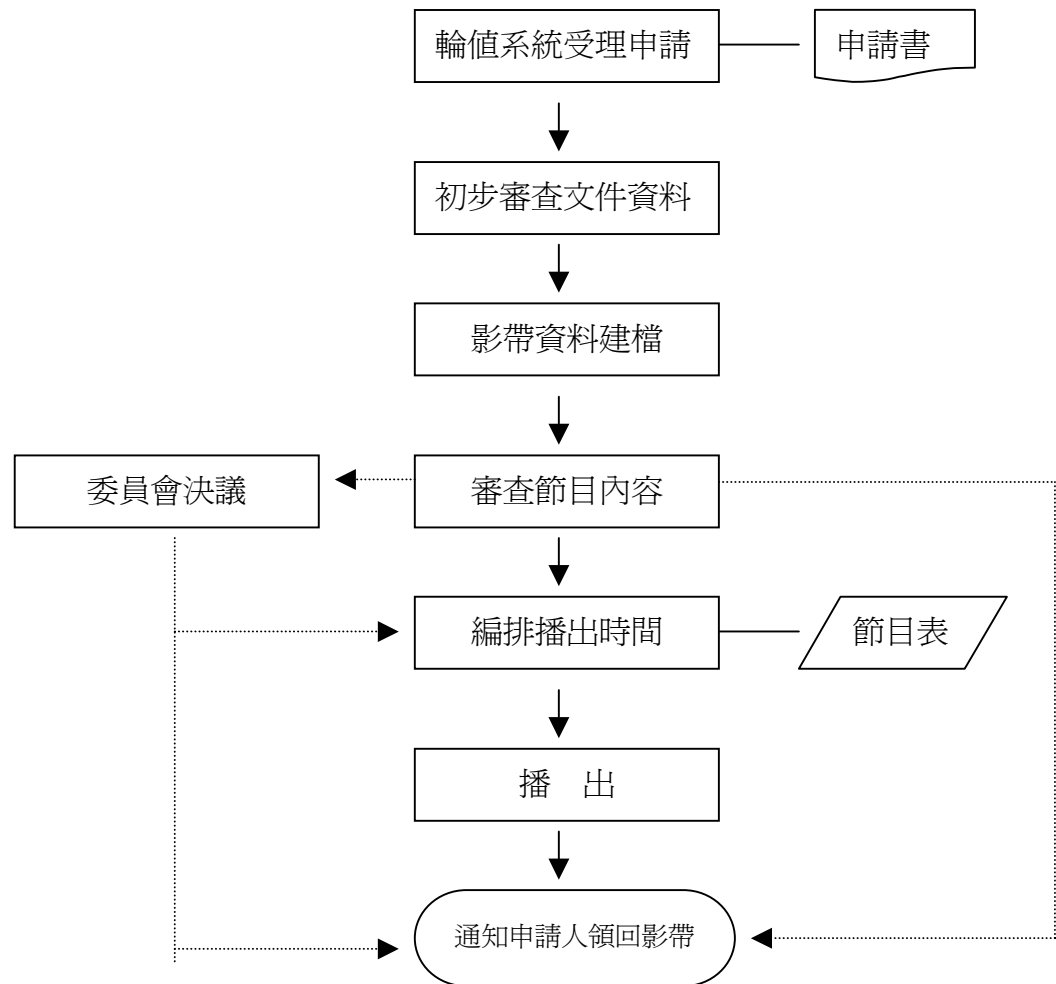 輪值系統受理申請
申請書
初步審查文件資料
影帶資料建檔
委員會決議
審查節目內容
編排播出時間
節目表
播　出
通知申請人領回影帶